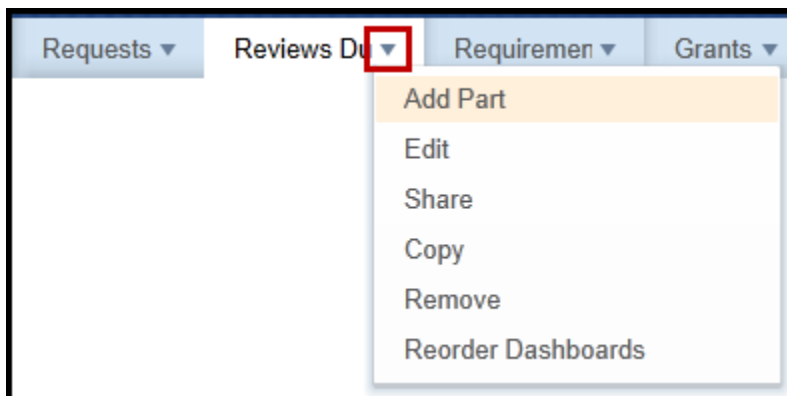 Requests Reviews Du Requiremen Grants
Add Part
Edit
Share
Copy
Remove
Reorder Dashboards